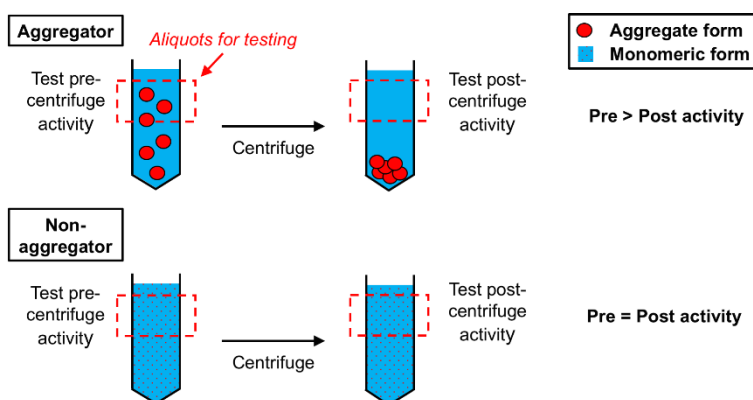 Aggregator
Aliquots for testing
Aggregate form
Monomeric form
Test pre-
centrifuge
activity
Centrifuge
Test post-
centrifuge
activity
Pre > Post activity
Non-
aggregator
Test pre-
centrifuge
activity
Centrifuge
Test post-
centrifuge
activity
Pre = Post activity